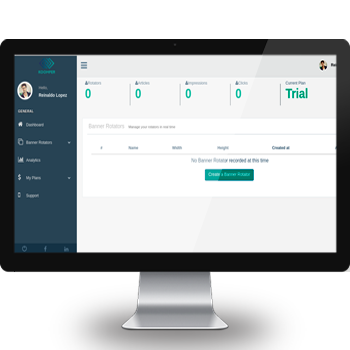 Hello,
Reinaldo Lopez
GENERAL
Dashboard
Banner Rotators
Analytics
My Plans
Support
Rotators
0
Articles
0
Impressions
0
Clicks
0
Current Plan
Trial
Banner Rotators
Manage your rotators in real time
#
Name
Width
Height
Created at
No Banner Rotator recorded at this time
Create a Banner Rotator